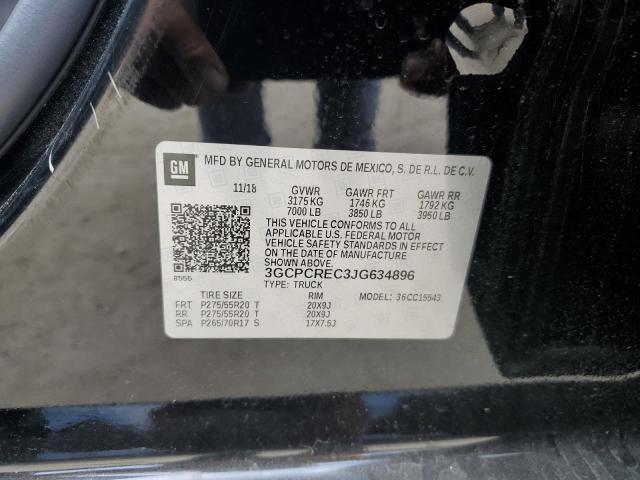 GM
MFD BY GENERAL MOTORS DE MEXICO, S. DE R.L. DE C.V.
11/18 GVWR GAWR FRT GAWR RR
3175 KG 1746 KG 1792 KG
7000 LB 3850 LB 3950 LB
THIS VEHICLE CONFORMS TO ALL
APPLICABLE U.S. FEDERAL MOTOR
VEHICLE SAFETY STANDARDS IN EFFECT
ON THE DATE OF MANUFACTURE
SHOWN ABOVE.
8555
3GCPCREC3JG634896
TYPE: TRUCK
TIRE SIZE RIM MODEL: 36CC15543
FRT P275/55R20 T 20X9J
RR P275/55R20 T 20X9J
SPA P265/70R17 S 17X7.5J